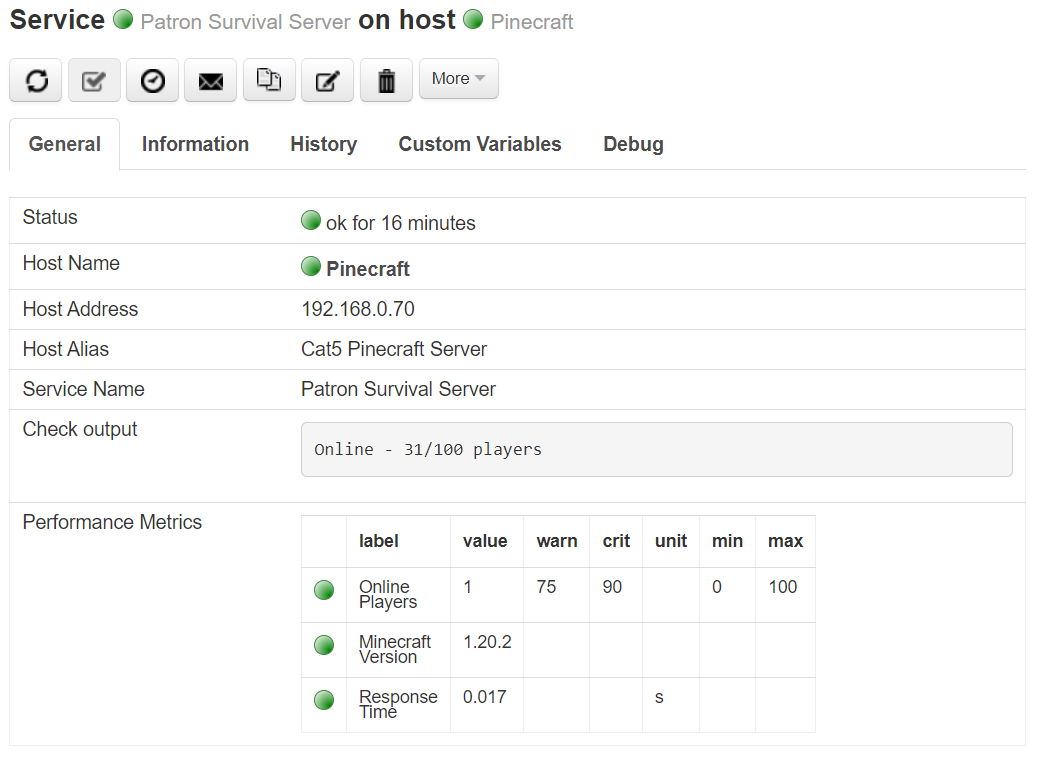 Service Patron Survival Server on host Pinecraft
More
General Information History Custom Variables Debug
Status ok for 16 minutes
Host Name Pinecraft
Host Address 192.168.0.70
Host Alias Cat5 Pinecraft Server
Service Name Patron Survival Server
Check output
Online - 31/100 players
Performance Metrics
label value warn crit unit min max
Online Players 1 75 90 0 100
Minecraft Version 1.20.2
Response Time 0.017 s